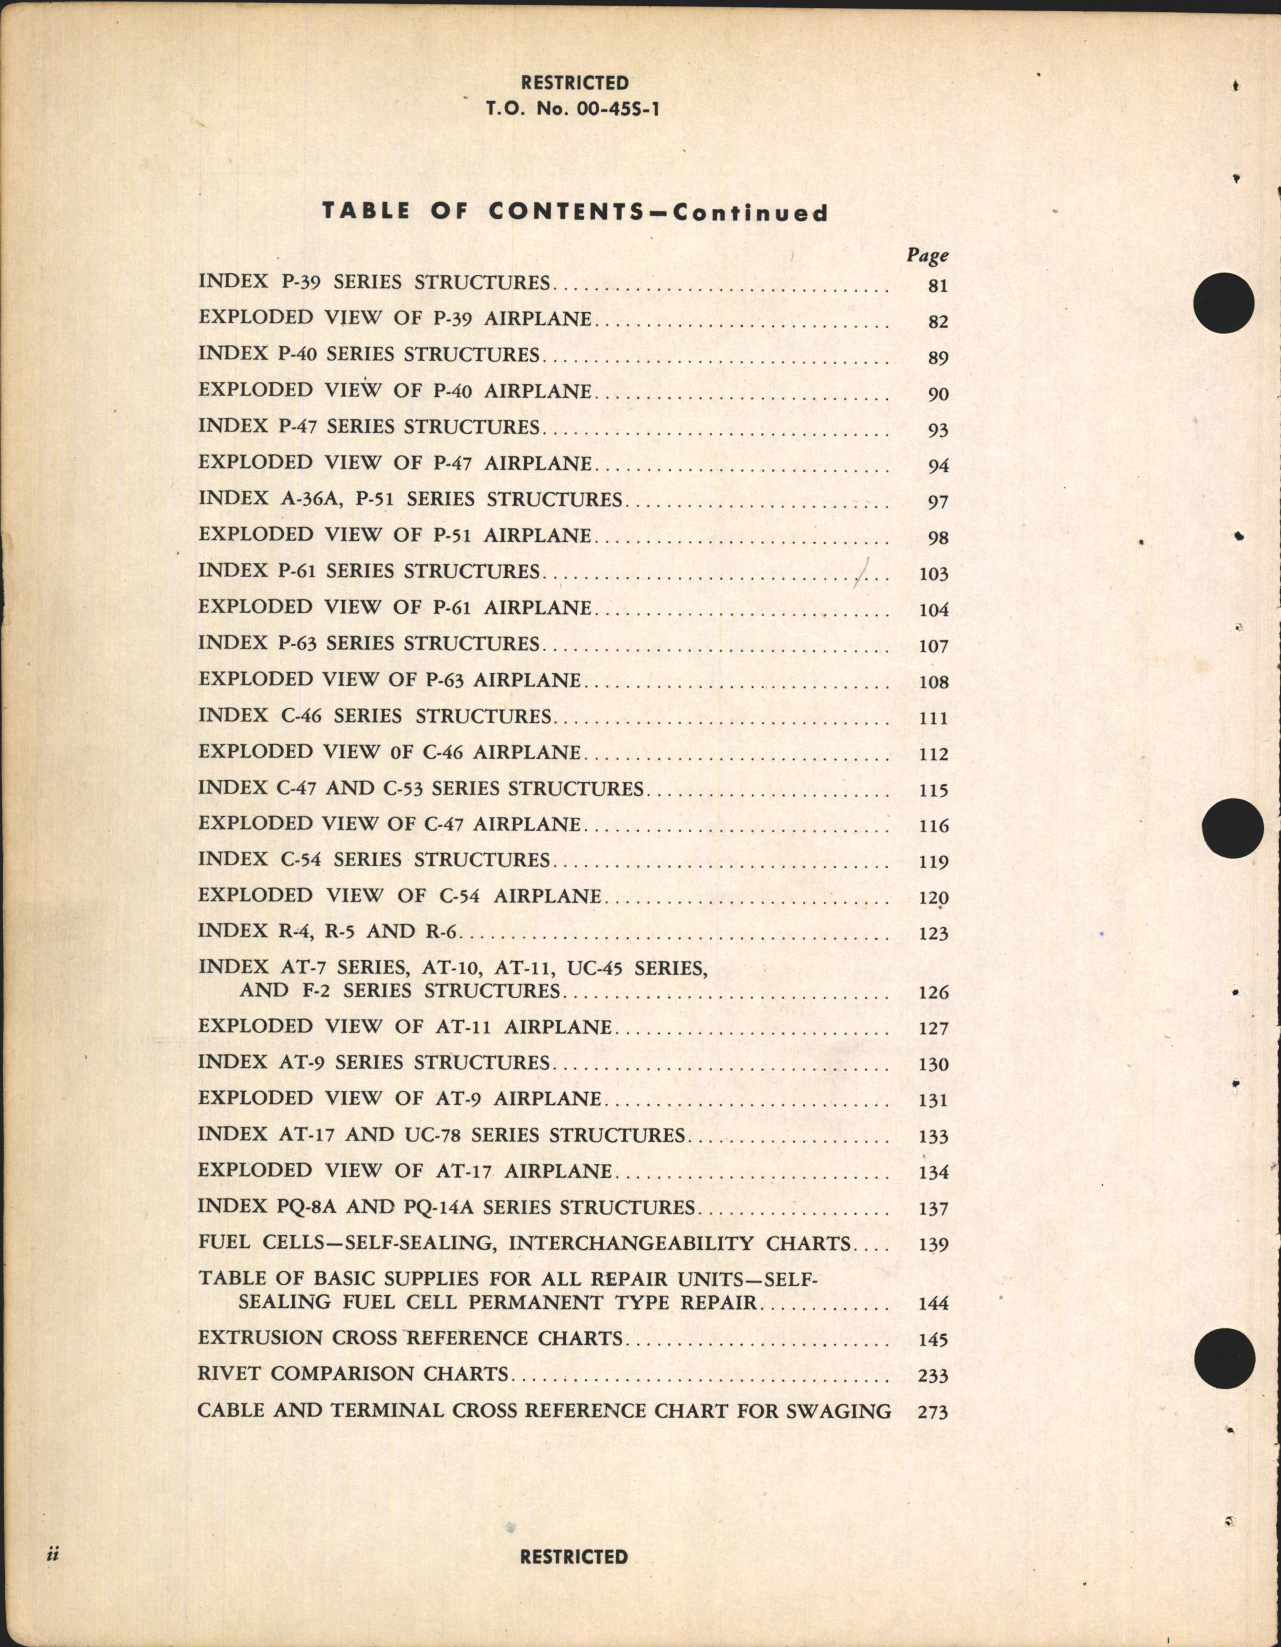 RESTRICTED
T.O. No. 00-45S-1
TABLE OF CONTENTS—Continued
Page
INDEX P-39 SERIES STRUCTURES................................ 81
EXPLODED VIEW OF P-39 AIRPLANE............................ 82
INDEX P-40 SERIES STRUCTURES................................. 89
EXPLODED VIEW OF P-40 AIRPLANE............................ 90
INDEX P-47 SERIES STRUCTURES................................. 93
EXPLODED VIEW OF P-47 AIRPLANE............................ 94
INDEX A-36A, P-51 SERIES STRUCTURES......................... 97
EXPLODED VIEW OF P-51 AIRPLANE............................ 98
INDEX P-61 SERIES STRUCTURES................................. 103
EXPLODED VIEW OF P-61 AIRPLANE............................ 104
INDEX P-63 SERIES STRUCTURES................................. 107
EXPLODED VIEW OF P-63 AIRPLANE............................. 108
INDEX C-46 SERIES STRUCTURES................................ 111
EXPLODED VIEW 0F C-46 AIRPLANE............................. 112
INDEX C-47 AND C-53 SERIES STRUCTURES....................... 115
EXPLODED VIEW OF C-47 AIRPLANE............................. 116
INDEX C-54 SERIES STRUCTURES................................ 119
EXPLODED VIEW OF C-54 AIRPLANE........................... 120
INDEX R-4, R-5 AND R-6......................................... 123
INDEX AT-7 SERIES, AT-10, AT-11, UC-45 SERIES,
AND F-2 SERIES STRUCTURES............................... 126
EXPLODED VIEW OF AT-11 AIRPLANE.......................... 127
INDEX AT-9 SERIES STRUCTURES................................ 130
EXPLODED VIEW OF AT-9 AIRPLANE........................... 131
INDEX AT-17 AND UC-78 SERIES STRUCTURES................... 133
EXPLODED VIEW OF AT-17 AIRPLANE.......................... 134
INDEX PQ-8A AND PQ-14A SERIES STRUCTURES.................. 137
FUEL CELLS—SELF-SEALING, INTERCHANGEABILITY CHARTS.... 139
TABLE OF BASIC SUPPLIES FOR ALL REPAIR UNITS—SELF-
SEALING FUEL CELL PERMANENT TYPE REPAIR............ 144
EXTRUSION CROSS REFERENCE CHARTS......................... 145
RIVET COMPARISON CHARTS.................................... 233
CABLE AND TERMINAL CROSS REFERENCE CHART FOR SWAGING 273
ii
RESTRICTED